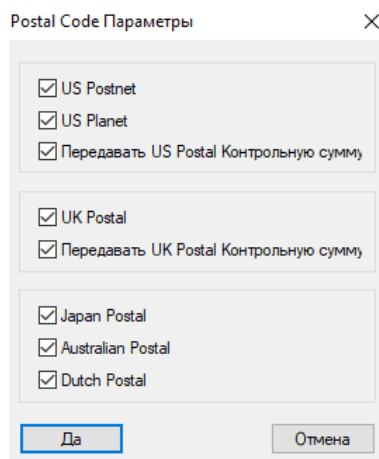 Postal Code Параметры
US Postnet
US Planet
Передавать US Postal Контрольную сумму
UK Postal
Передавать UK Postal Контрольную сумму
Japan Postal
Australian Postal
Dutch Postal
Да
Отмена